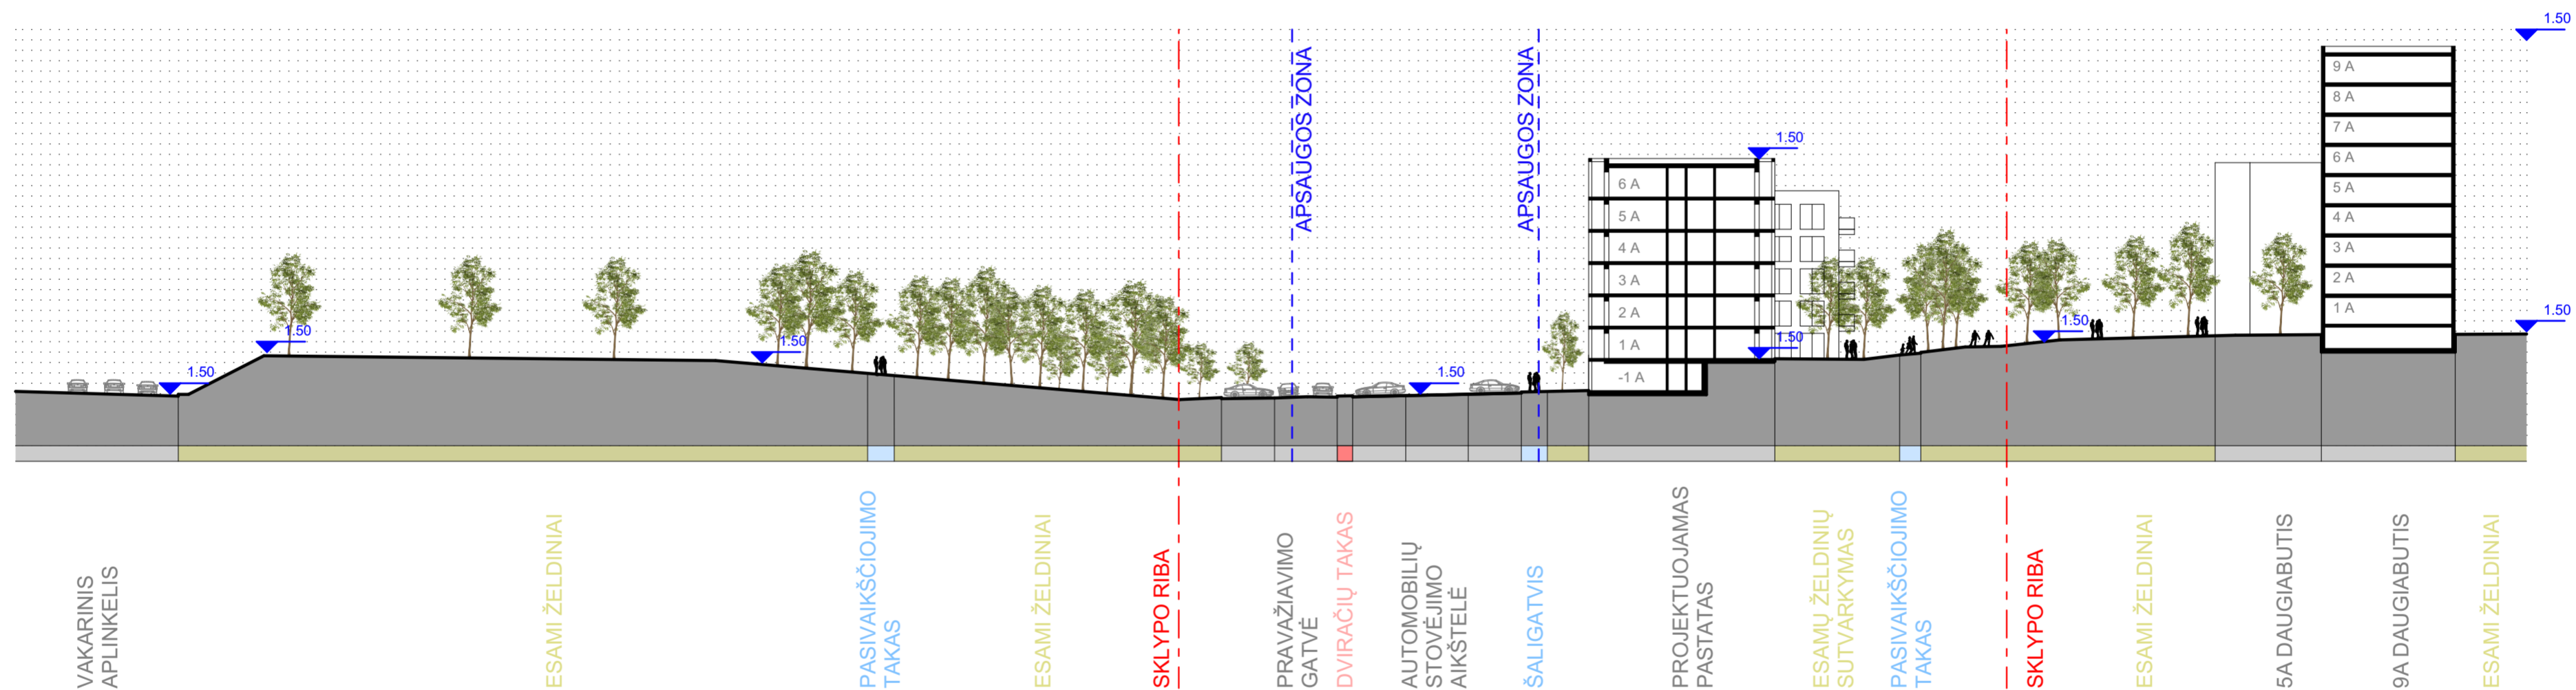 1.50
APSAUGOS ZONA
APSAUGOS ZONA
1.50
9 A
8 A
7 A
6 A
5 A
4 A
3 A
2 A
1 A
6 A
5 A
4 A
3 A
2 A
1 A
-1 A
1.50
1.50
1.50
1.50
1.50
1.50
1.50
VAKARINIS
APLINKELIS
ESAMI ŽELDINIAI
PASIVAIKŠČIOJIMO
TAKAS
ESAMI ŽELDINIAI
SKLYPO RIBA
PRAVAŽIAVIMO
GATVĖ
DVIRAČIŲ TAKAS
AUTOMOBILIŲ
STOVĖJIMO
AIKŠTELĖ
ŠALIGATVIS
PROJEKTUOJAMAS
PASTATAS
ESAMŲ ŽELDINIŲ
SUTVARKYMAS
PASIVAIKŠČIOJIMO
TAKAS
SKLYPO RIBA
ESAMI ŽELDINIAI
5A DAUGIABUTIS
9A DAUGIABUTIS
ESAMI ŽELDINIAI